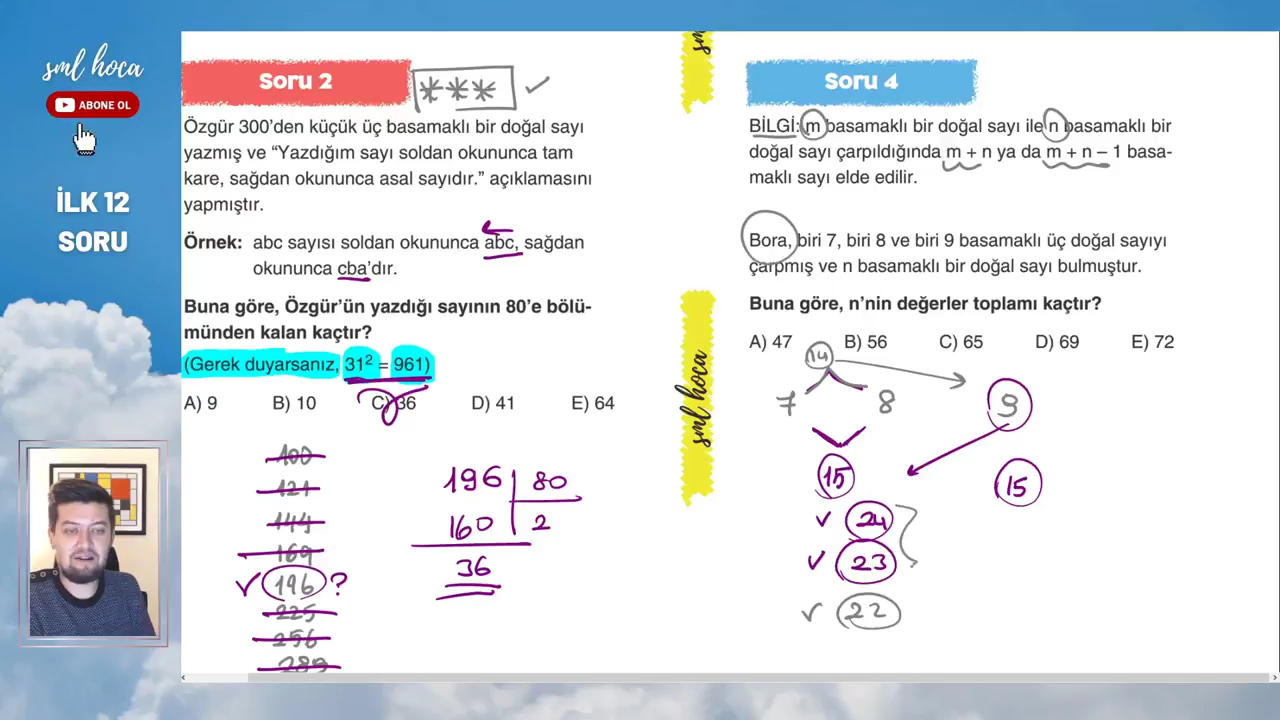 sml hoca
ABONE OL
İLK 12
SORU
Soru 2
***
Özgür 300'den küçük üç basamaklı bir doğal sayı
yazmış ve “Yazdığım sayı soldan okununca tam
kare, sağdan okununca asal sayıdır.” açıklamasını
yapmıştır.
Örnek: abc sayısı soldan okununca abc, sağdan
okununca cba'dır.
Buna göre, Özgür'ün yazdığı sayının 80'e bölü-
münden kalan kaçtır?
(Gerek duyarsanız, 31² = 961)
A) 9 B) 10 C) 36 D) 41 E) 64
100
121
144
169
196 ?
225
256
289
196 80
160 2
36
sml hoca
Soru 4
BİLGİ: m basamaklı bir doğal sayı ile n basamaklı bir
doğal sayı çarpıldığında m + n ya da m + n – 1 basa-
maklı sayı elde edilir.
Bora, biri 7, biri 8 ve biri 9 basamaklı üç doğal sayıyı
çarpmış ve n basamaklı bir doğal sayı bulmuştur.
Buna göre, n'nin değerler toplamı kaçtır?
A) 47 B) 56 C) 65 D) 69 E) 72
14
7 8 9
15 15
24
23
22